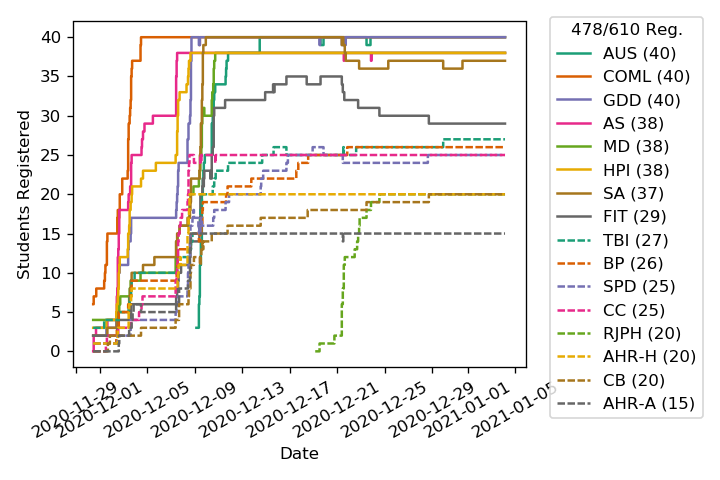 40
35
30
25
20
15
10
5
0
Students Registered
2020-11-29
2020-12-01
2020-12-05
2020-12-09
2020-12-13
2020-12-17
2020-12-21
2020-12-25
2020-12-29
2021-01-01
2021-01-05
Date
478/610 Reg.
AUS (40)
COML (40)
GDD (40)
AS (38)
MD (38)
HPI (38)
SA (37)
FIT (29)
TBI (27)
BP (26)
SPD (25)
CC (25)
RJPH (20)
AHR-H (20)
CB (20)
AHR-A (15)